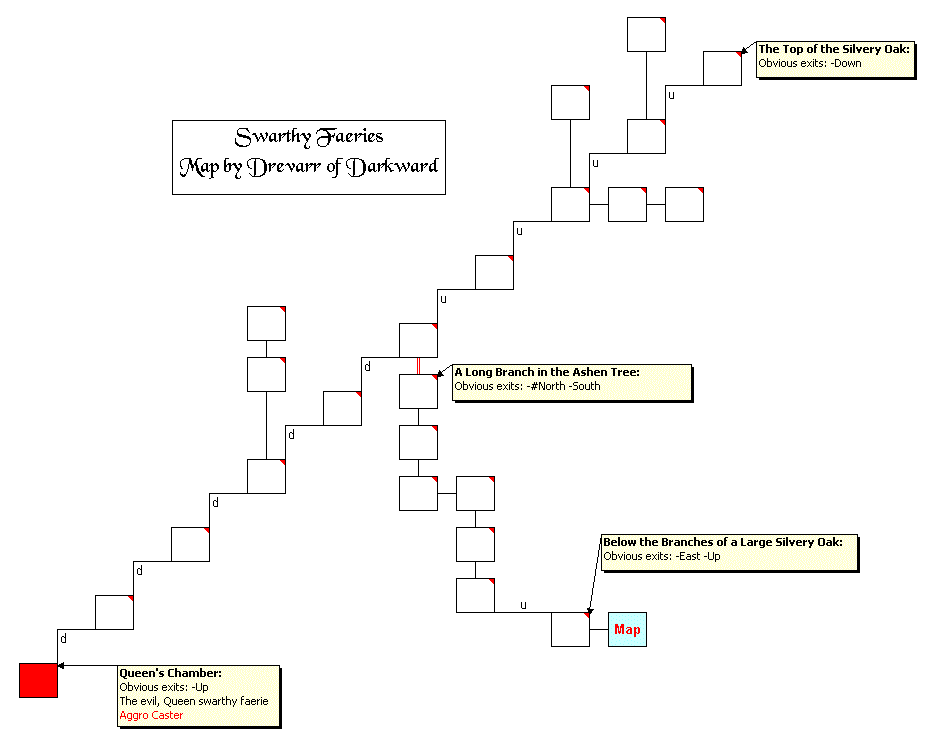 The Top of the Silvery Oak:
Obvious exits: -Down
u
Swarthy Faeries
Map by Drevarr of Darkward
u
u
u
d
A Long Branch in the Ashen Tree:
Obvious exits: -#North -South
d
d
Below the Branches of a Large Silvery Oak:
Obvious exits: -East -Up
d
u
Map
d
Queen's Chamber:
Obvious exits: -Up
The evil, Queen swarthy faerie
Aggro Caster